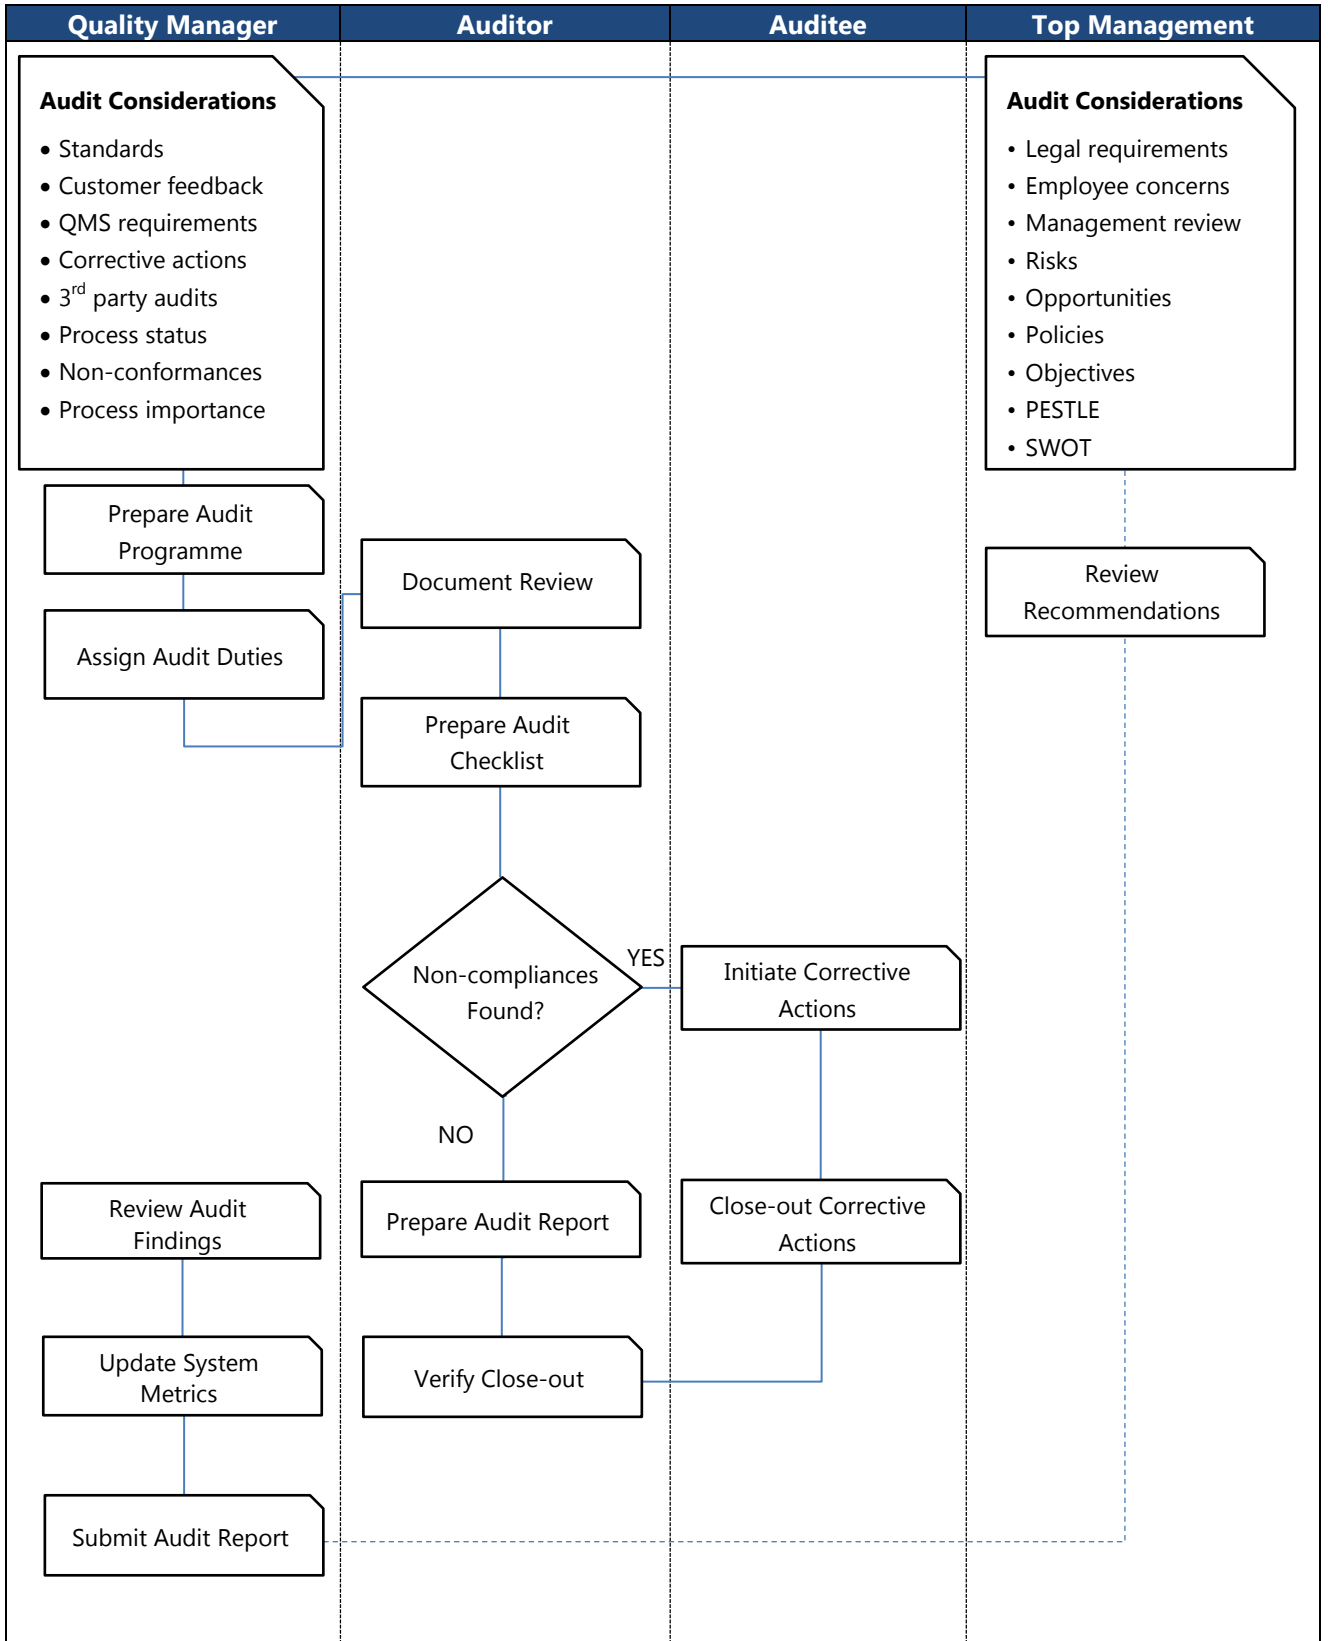 Quality Manager
Auditor
Auditee
Top Management
Audit Considerations
• Standards
• Customer feedback
• QMS requirements
• Corrective actions
• 3rd party audits
• Process status
• Non-conformances
• Process importance
Audit Considerations
• Legal requirements
• Employee concerns
• Management review
• Risks
• Opportunities
• Policies
• Objectives
• PESTLE
• SWOT
Prepare Audit
Programme
Assign Audit Duties
Document Review
Prepare Audit
Checklist
Review
Recommendations
Non-compliances
Found?
YES
NO
Initiate Corrective
Actions
Close-out Corrective
Actions
Prepare Audit Report
Verify Close-out
Review Audit
Findings
Update System
Metrics
Submit Audit Report